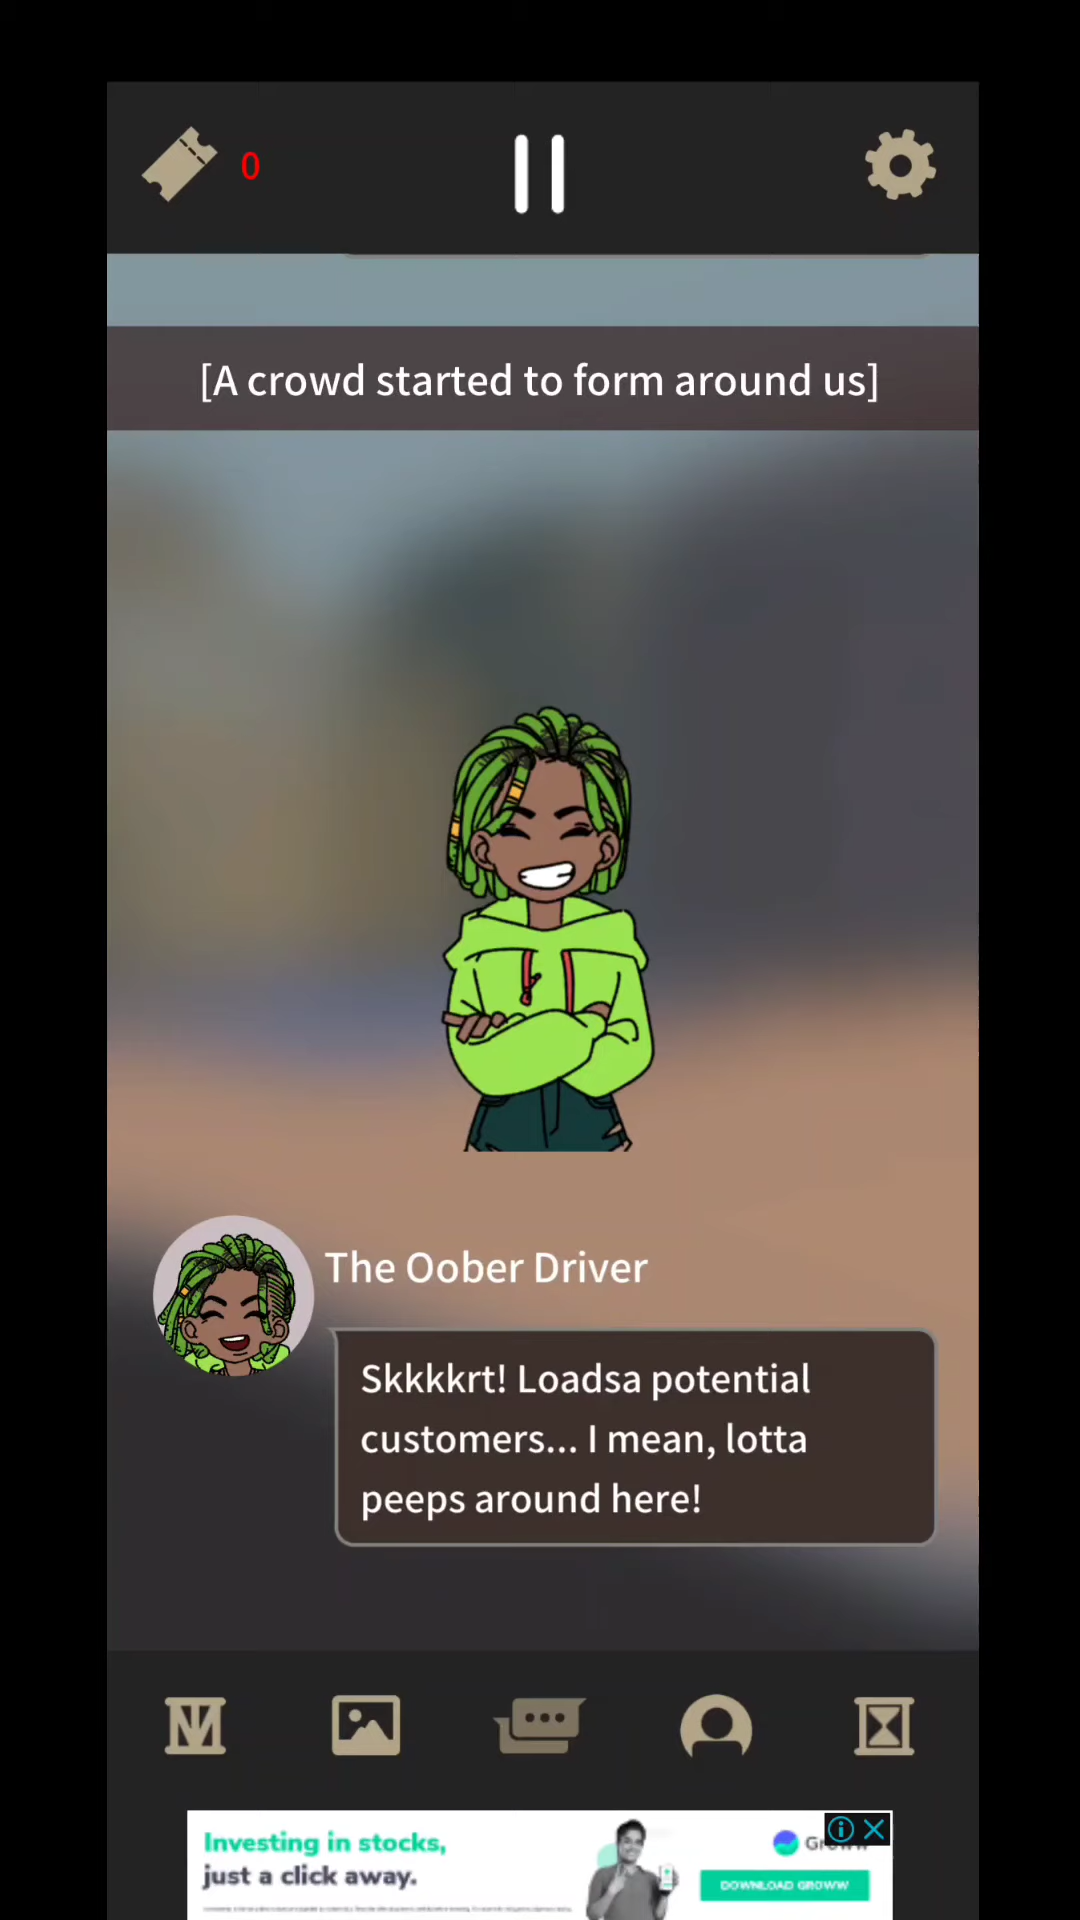 0
[A crowd started to form around us]
The Oober Driver
Skkkkrt! Loadsa potential
customers... I mean, lotta
peeps around here!
Investing in stocks,
just a click away.
Groww
DOWNLOAD GROWW